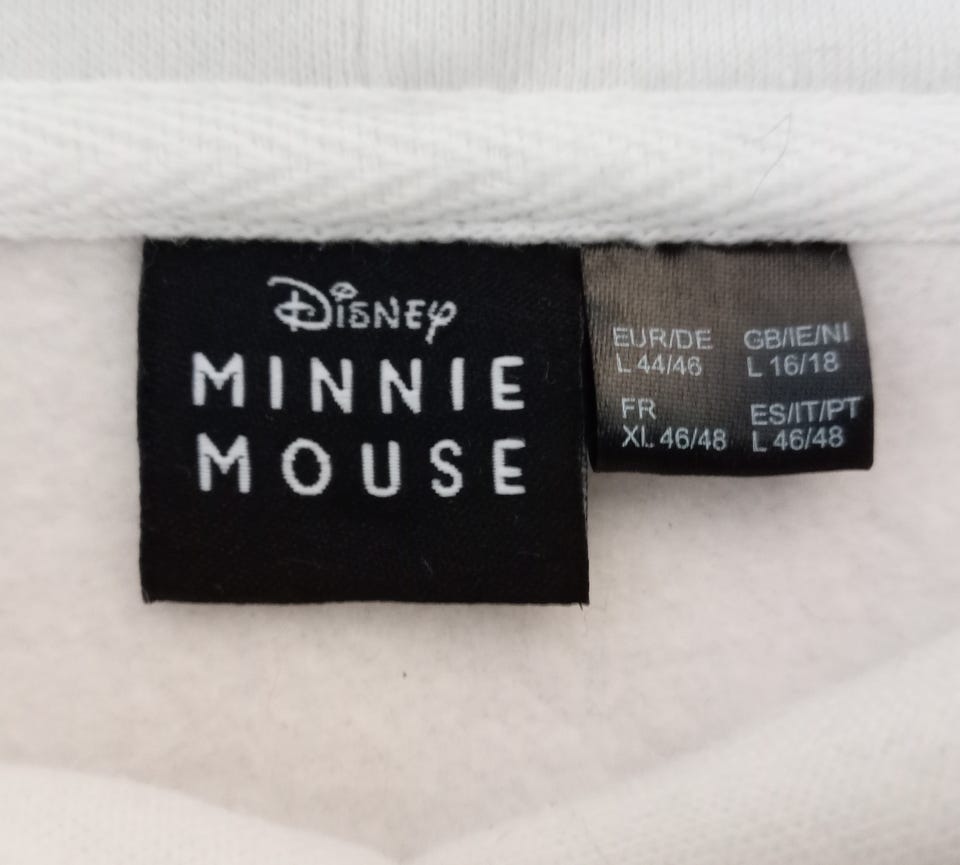 Disney
MINNIE
MOUSE
EUR/DE GB/IE/NI
L 44/46 L 16/18
FR ES/IT/PT
XL 46/48 L 46/48